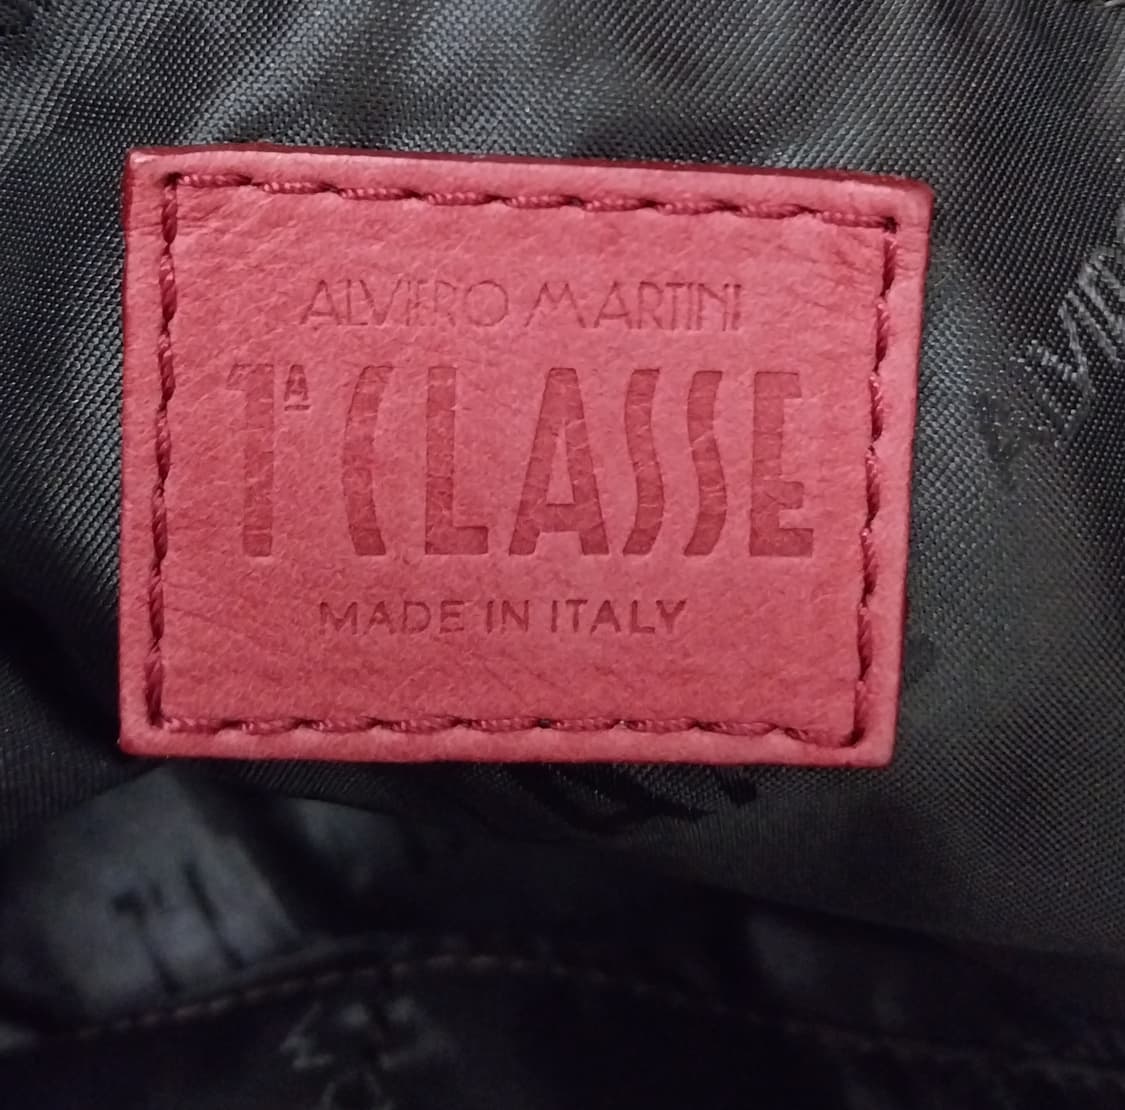 ALVIERO MARTINI
1ᴬ CLASSE
MADE IN ITALY